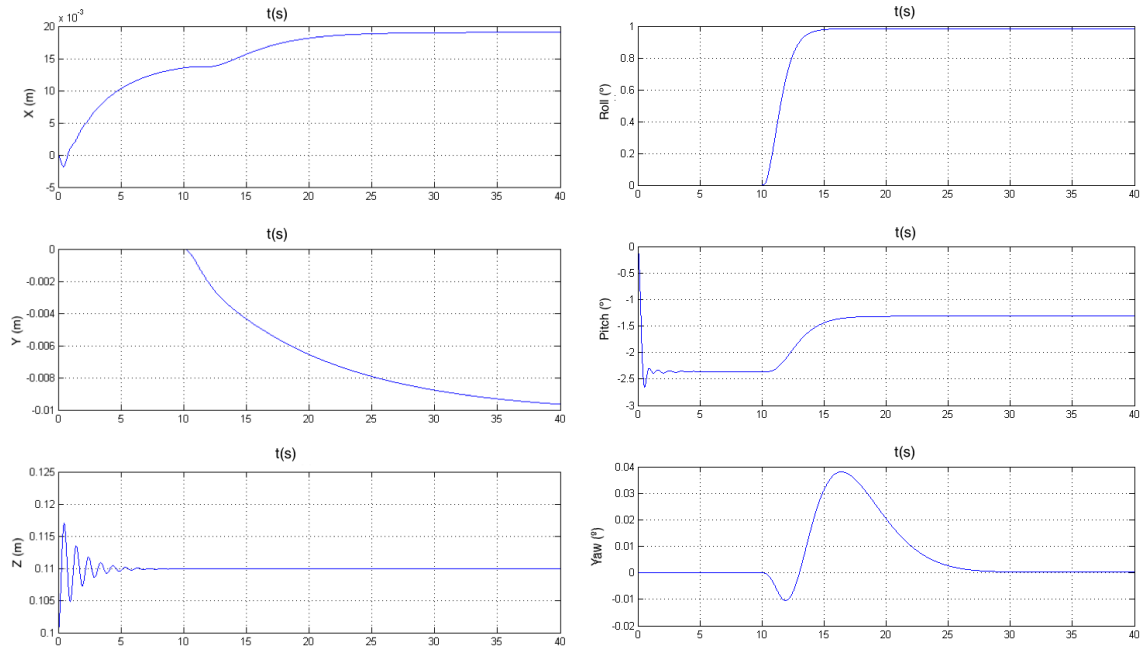 t(s)
x 10⁻³
20
15
10
5
0
-5
X (m)
0 5 10 15 20 25 30 35 40
t(s)
1
0.8
0.6
0.4
0.2
0
Roll (°)
0 5 10 15 20 25 30 35 40
t(s)
0
-0.002
-0.004
-0.006
-0.008
-0.01
Y (m)
0 5 10 15 20 25 30 35 40
t(s)
0
-0.5
-1
-1.5
-2
-2.5
-3
Pitch (°)
0 5 10 15 20 25 30 35 40
t(s)
0.125
0.12
0.115
0.11
0.105
0.1
Z (m)
0 5 10 15 20 25 30 35 40
t(s)
0.04
0.03
0.02
0.01
0
-0.01
-0.02
Yaw (°)
0 5 10 15 20 25 30 35 40